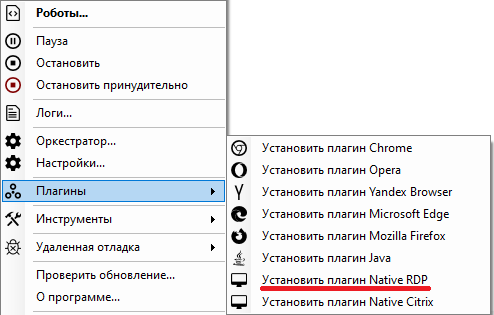 Роботы...
Пауза
Остановить
Остановить принудительно
Логи...
Оркестратор...
Настройки...
Плагины
Инструменты
Удаленная отладка
Проверить обновление...
О программе...
Установить плагин Chrome
Установить плагин Opera
Установить плагин Yandex Browser
Установить плагин Microsoft Edge
Установить плагин Mozilla Firefox
Установить плагин Java
Установить плагин Native RDP
Установить плагин Native Citrix